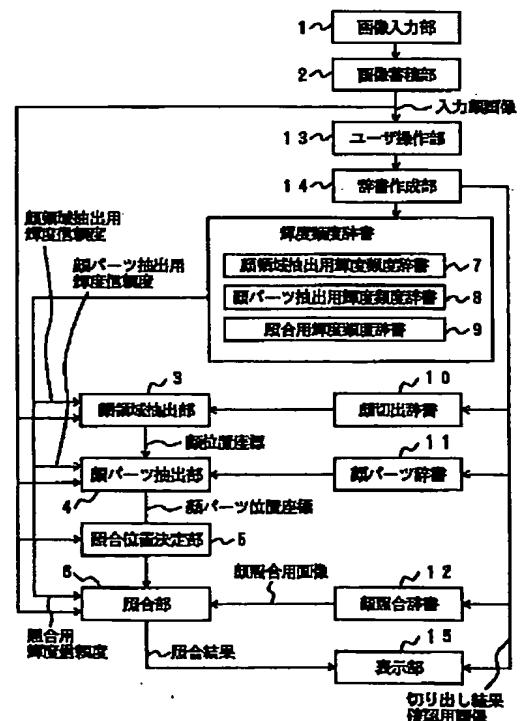 1 画像入力部
2 画像蓄積部
入力顔画像
13 ユーザ操作部
14 辞書作成部
顔領域抽出用
輝度信頼度
顔パーツ抽出用
輝度信頼度
輝度頻度辞書
顔領域抽出用輝度頻度辞書 7
顔パーツ抽出用輝度頻度辞書 8
照合用輝度頻度辞書 9
3
顔領域抽出部
10
顔切出辞書
顔位置座標
11
顔パーツ抽出部
顔パーツ辞書
4
顔パーツ位置座標
照合位置決定部 5
6
照合部
顔照合用画像
12
顔照合辞書
照合用
輝度信頼度
照合結果
15
表示部
切り出し結果
確認用画像